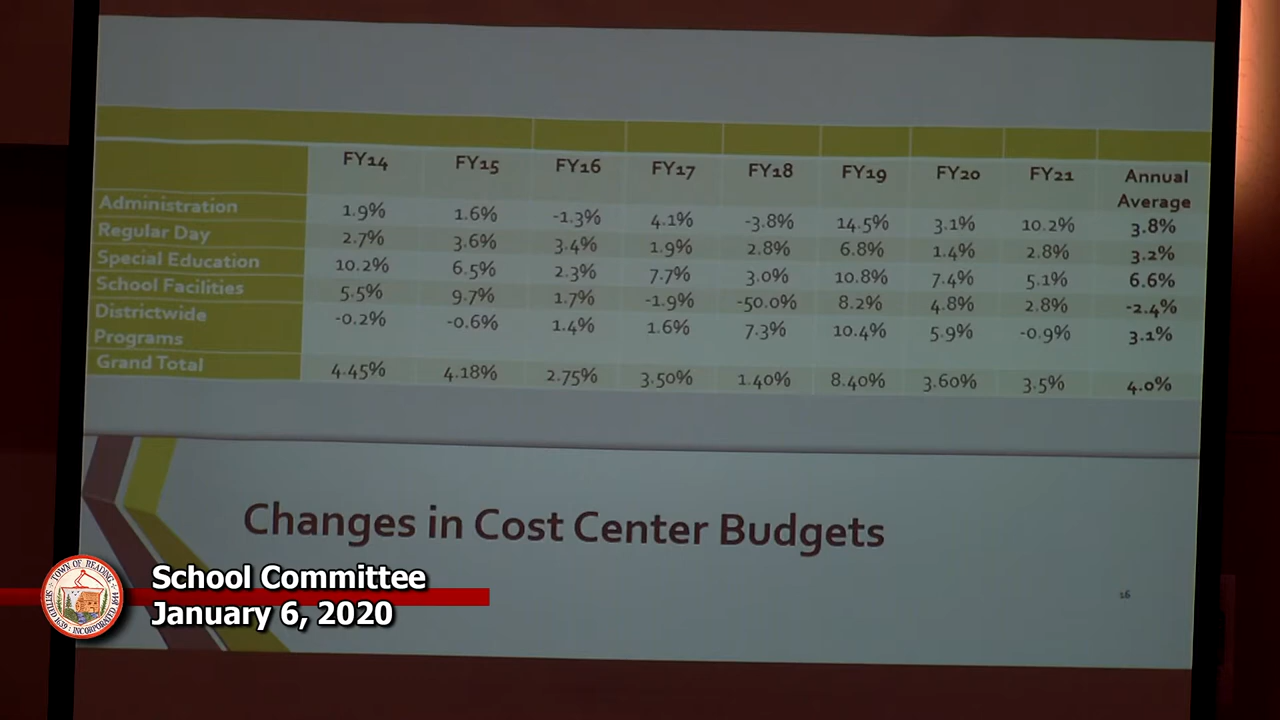 FY14 FY15 FY16 FY17 FY18 FY19 FY20 FY21 Annual
Average
Administration 1.9% 1.6% -1.3% 4.1% -3.8% 14.5% 3.1% 10.2% 3.8%
Regular Day 2.7% 3.6% 3.4% 1.9% 2.8% 6.8% 1.4% 2.8% 3.2%
Special Education 10.2% 6.5% 2.3% 7.7% 3.0% 10.8% 7.4% 5.1% 6.6%
School Facilities 5.5% 9.7% 1.7% -1.9% -50.0% 8.2% 4.8% 2.8% -2.4%
Districtwide -0.2% -0.6% 1.4% 1.6% 7.3% 10.4% 5.9% -0.9% 3.1%
Programs
Grand Total 4.45% 4.18% 2.75% 3.50% 1.40% 8.40% 3.60% 3.5% 4.0%
Changes in Cost Center Budgets
16
TOWN OF READING
SETTLED 1639 INCORPORATED 1644
School Committee
January 6, 2020